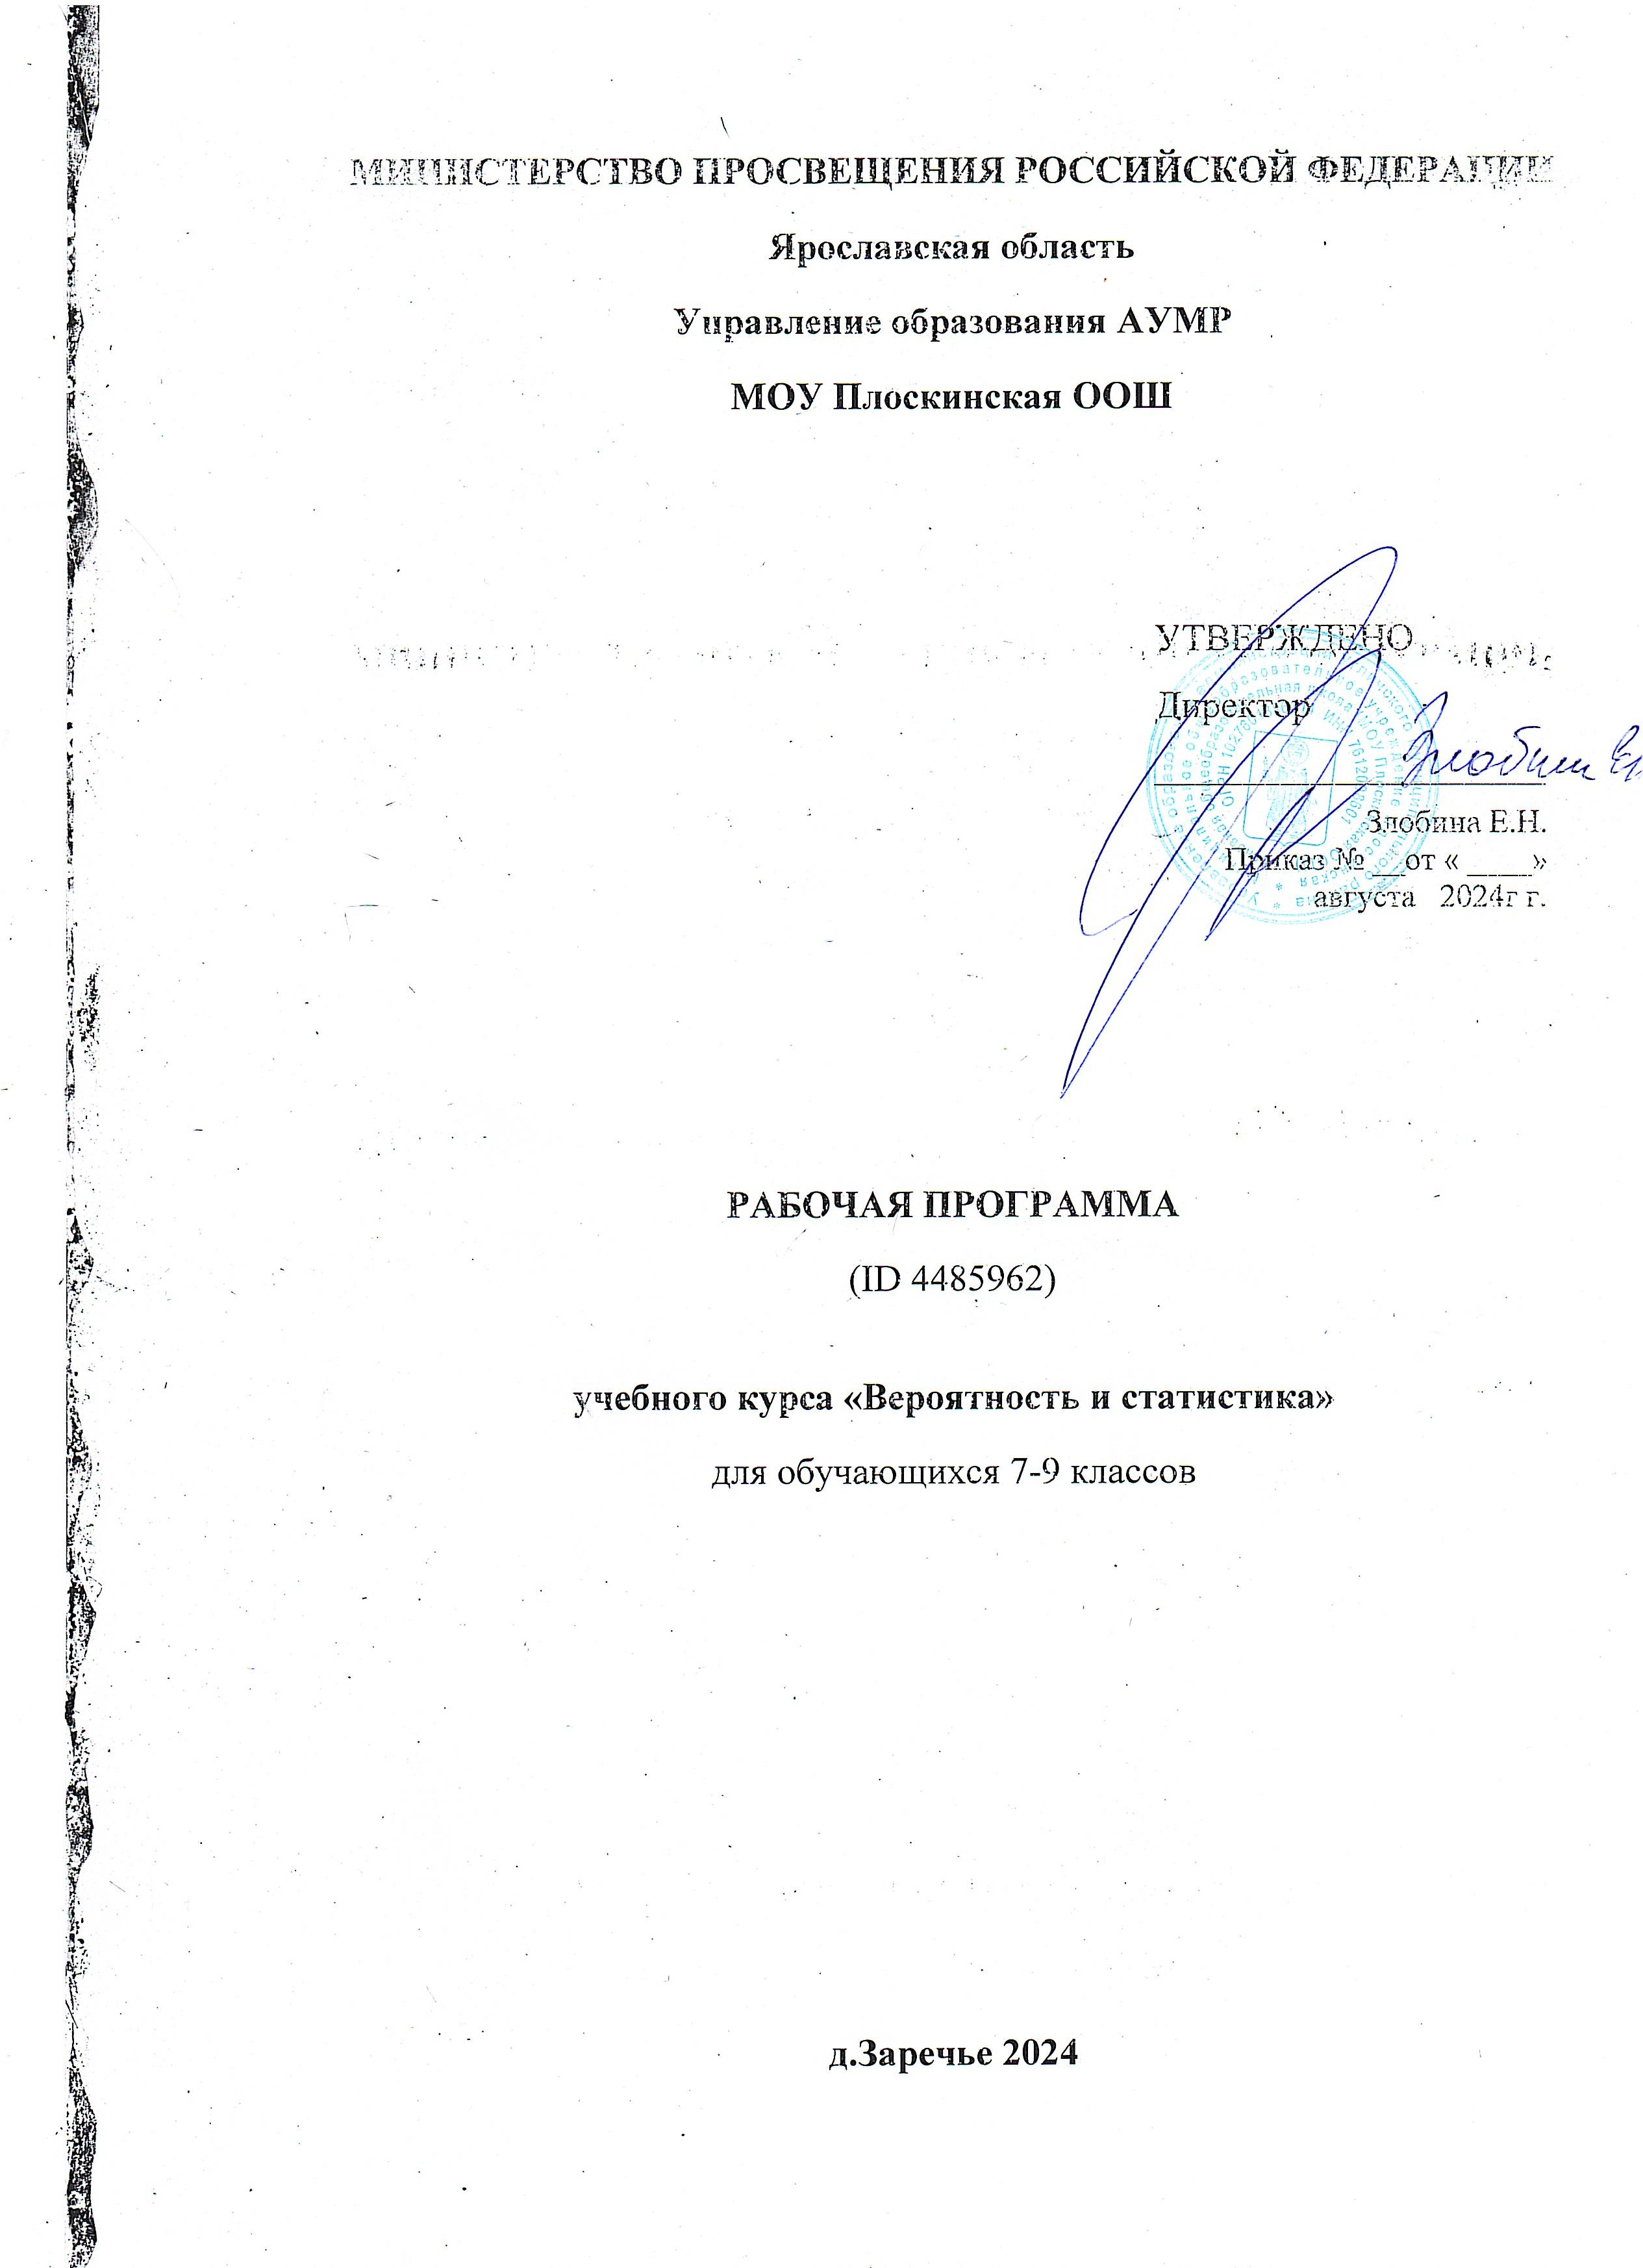 МИНИСТЕРСТВО ПРОСВЕЩЕНИЯ РОССИЙСКОЙ ФЕДЕРАЦИИ
Ярославская область
Управление образования АУМР
МОУ Плоскинская ООШ
УТВЕРЖДЕНО
Директор
Злобина Е.Н.
Приказ № __от « ____»
августа 2024г г.
РАБОЧАЯ ПРОГРАММА
(ID 4485962)
учебного курса «Вероятность и статистика»
для обучающихся 7-9 классов
д.Заречье 2024